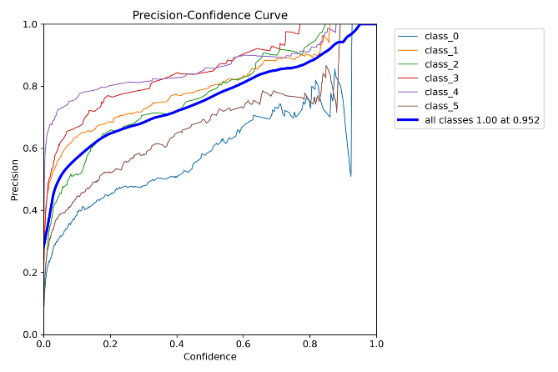 Precision-Confidence Curve
1.0
0.8
0.6
0.4
0.2
0.0
Precision
0.0 0.2 0.4 0.6 0.8 1.0
Confidence
class_0
class_1
class_2
class_3
class_4
class_5
all classes 1.00 at 0.952